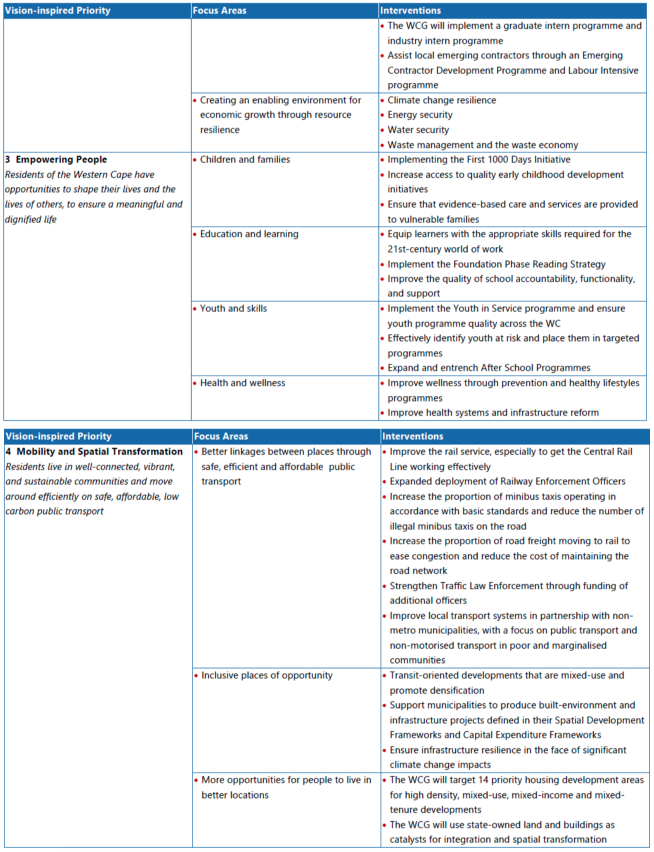 Vision-inspired Priority Focus Areas Interventions
• The WCG will implement a graduate intern programme and
industry intern programme
• Assist local emerging contractors through an Emerging
Contractor Development Programme and Labour Intensive
programme
• Creating an enabling environment for
economic growth through resource
resilience
• Climate change resilience
• Energy security
• Water security
• Waste management and the waste economy
3 Empowering People
Residents of the Western Cape have
opportunities to shape their lives and the
lives of others, to ensure a meaningful and
dignified life
• Children and families
• Implementing the First 1000 Days Initiative
• Increase access to quality early childhood development
initiatives
• Ensure that evidence-based care and services are provided
to vulnerable families
• Education and learning
• Equip learners with the appropriate skills required for the
21st-century world of work
• Implement the Foundation Phase Reading Strategy
• Improve the quality of school accountability, functionality,
and support
• Youth and skills
• Implement the Youth in Service programme and ensure
youth programme quality across the WC
• Effectively identify youth at risk and place them in targeted
programmes
• Expand and entrench After School Programmes
• Health and wellness
• Improve wellness through prevention and healthy lifestyles
programmes
• Improve health systems and infrastructure reform
Vision-inspired Priority Focus Areas Interventions
4 Mobility and Spatial Transformation
Residents live in well-connected, vibrant,
and sustainable communities and move
around efficiently on safe, affordable, low
carbon public transport
• Better linkages between places through
safe, efficient and affordable public
transport
• Improve the rail service, especially to get the Central Rail
Line working effectively
• Expanded deployment of Railway Enforcement Officers
• Increase the proportion of minibus taxis operating in
accordance with basic standards and reduce the number of
illegal minibus taxis on the road
• Increase the proportion of road freight moving to rail to
ease congestion and reduce the cost of maintaining the
road network
• Strengthen Traffic Law Enforcement through funding of
additional officers
• Improve local transport systems in partnership with non-
metro municipalities, with a focus on public transport and
non-motorised transport in poor and marginalised
communities
• Inclusive places of opportunity
• Transit-oriented developments that are mixed-use and
promote densification
• Support municipalities to produce built-environment and
infrastructure projects defined in their Spatial Development
Frameworks and Capital Expenditure Frameworks
• Ensure infrastructure resilience in the face of significant
climate change impacts
• More opportunities for people to live in
better locations
• The WCG will target 14 priority housing development areas
for high density, mixed-use, mixed-income and mixed-
tenure developments
• The WCG will use state-owned land and buildings as
catalysts for integration and spatial transformation